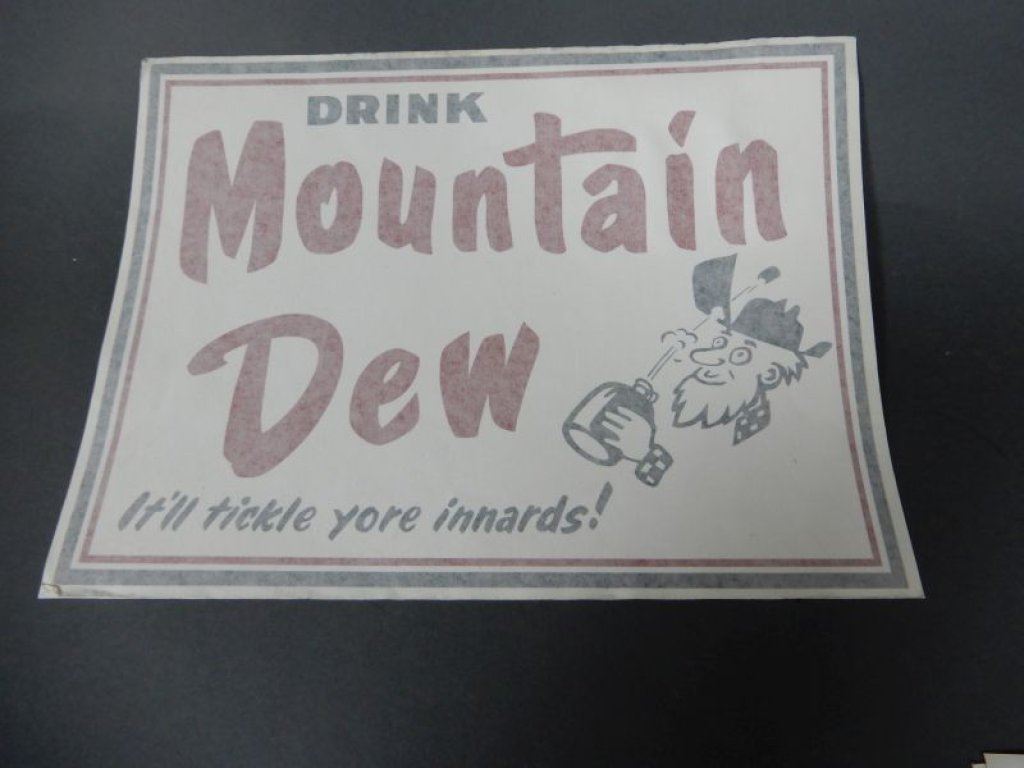 DRINK
Mountain
Dew
It'll tickle yore innards!